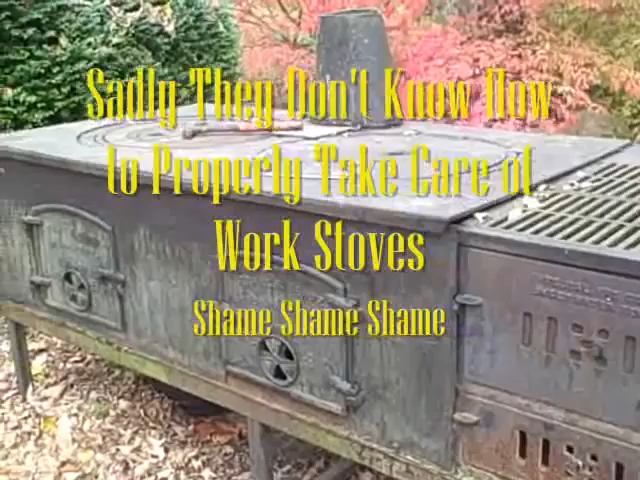 Sadly They Don't Know How
to Properly Take Care of
Work Stoves
Shame Shame Shame